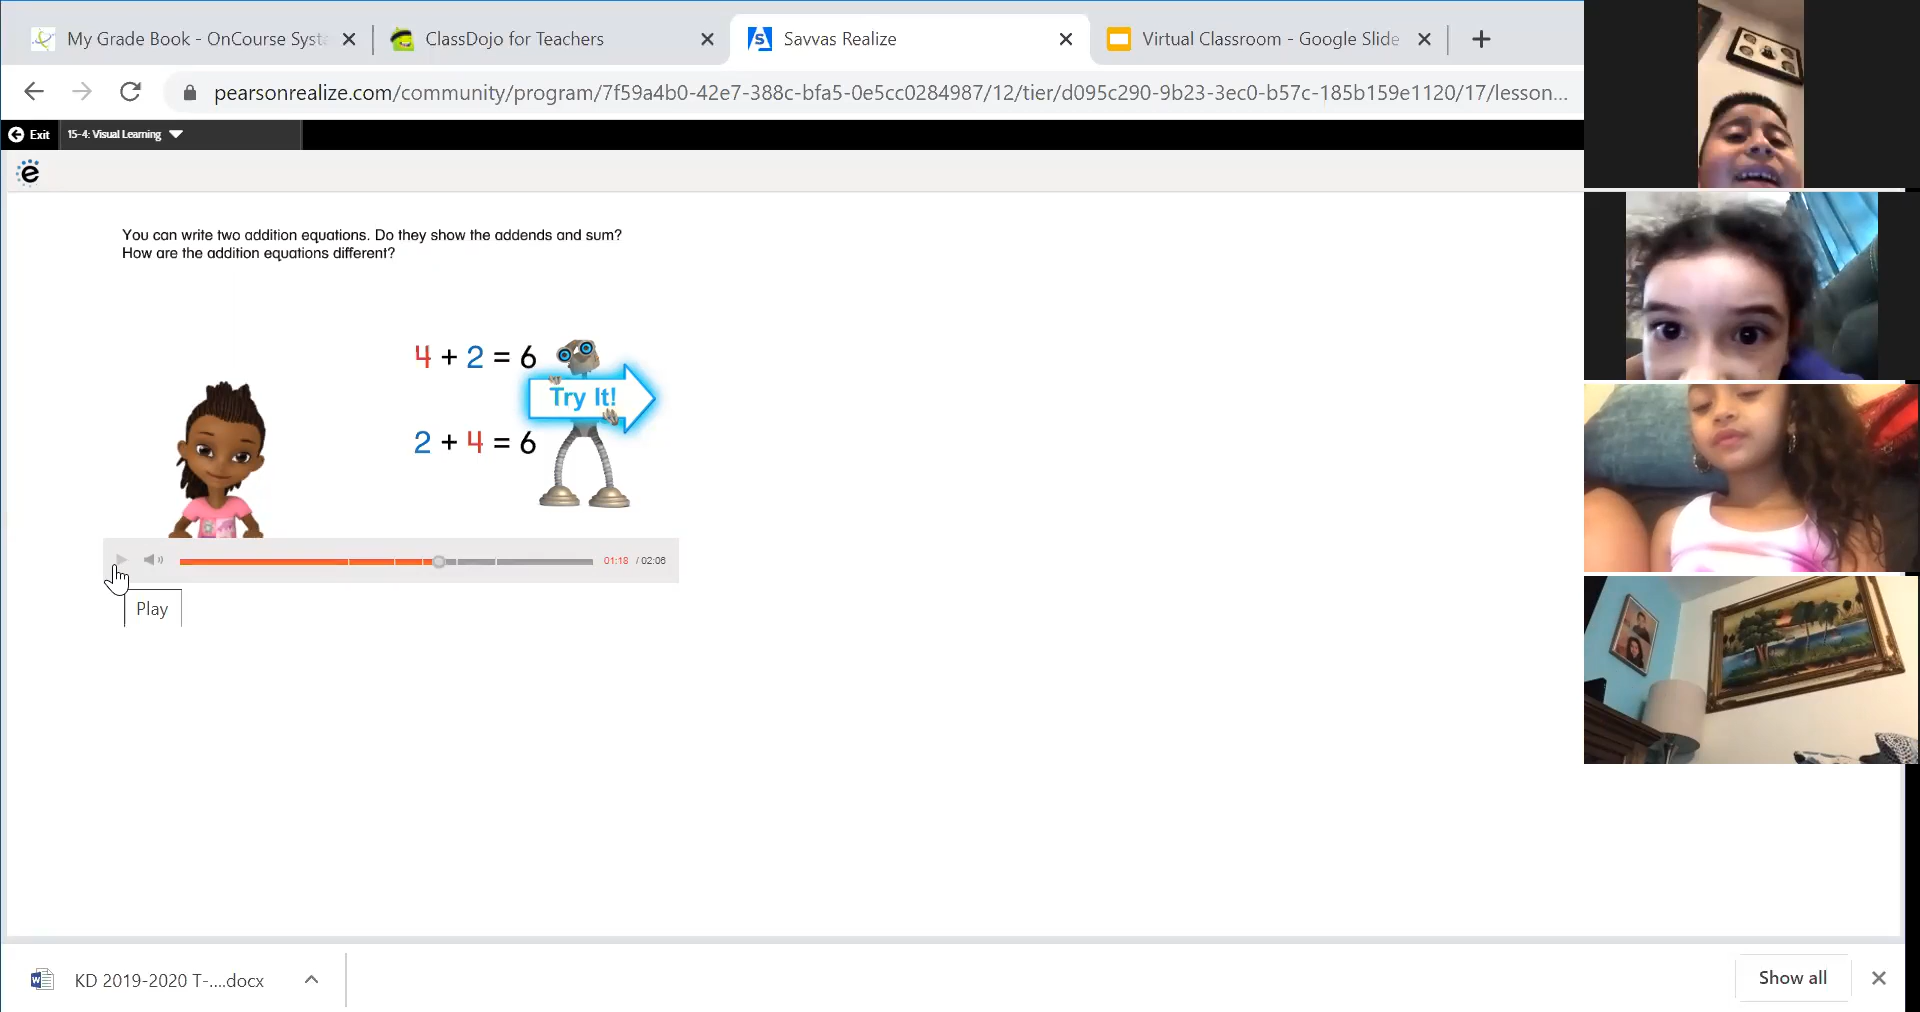 My Grade Book - OnCourse Syst
ClassDojo for Teachers
Savvas Realize
Virtual Classroom - Google Slide
pearsonrealize.com/community/program/7f59a4b0-42e7-388c-bfa5-0e5cc0284987/12/tier/d095c290-9b23-3ec0-b57c-185b159e1120/17/lesson...
Exit
15-4: Visual Learning
e
You can write two addition equations. Do they show the addends and sum?
How are the addition equations different?
4 + 2 = 6
Try It!
2 + 4 = 6
01:18 / 02:06
Play
KD 2019-2020 T-....docx
Show all